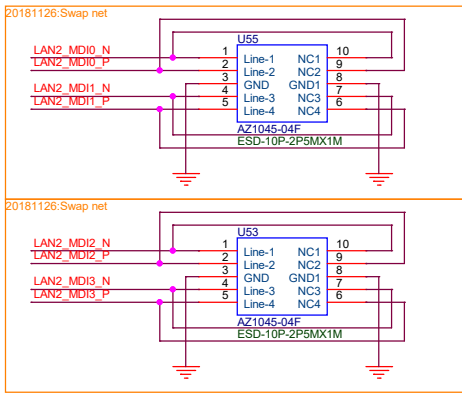 20181126:Swap net
U55
LAN2_MDI0_N 1 Line-1 NC1 10
LAN2_MDI0_P 2 Line-2 NC2 9
3 GND GND1 8
LAN2_MDI1_N 4 Line-3 NC3 7
LAN2_MDI1_P 5 Line-4 NC4 6
AZ1045-04F
ESD-10P-2P5MX1M
20181126:Swap net
U53
LAN2_MDI2_N 1 Line-1 NC1 10
LAN2_MDI2_P 2 Line-2 NC2 9
3 GND GND1 8
LAN2_MDI3_N 4 Line-3 NC3 7
LAN2_MDI3_P 5 Line-4 NC4 6
AZ1045-04F
ESD-10P-2P5MX1M